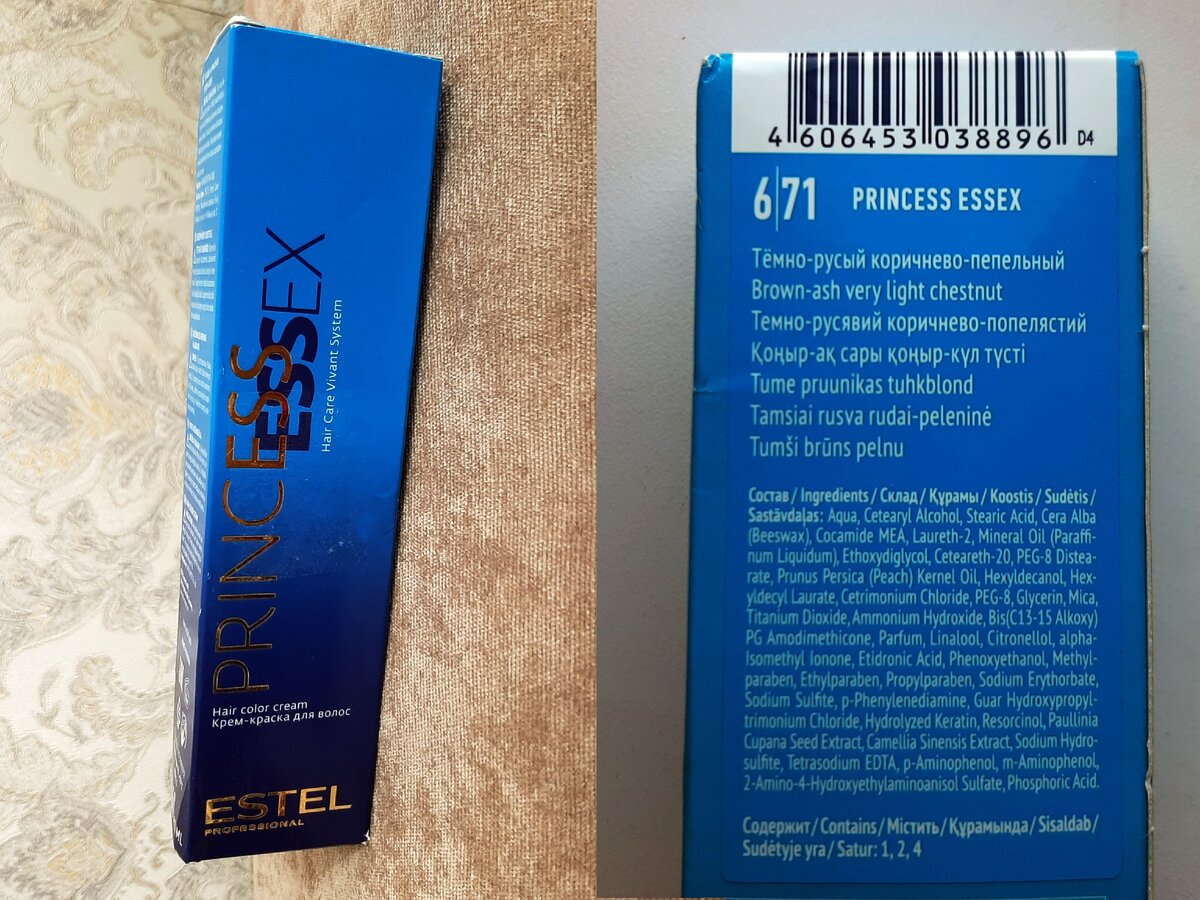 PRINCESS
ESSEX
Hair Care Vivant System
Hair color cream
Крем-краска для волос
ESTEL
PROFESSIONAL
4 606453 038896 D4
6|71 PRINCESS ESSEX
Тёмно-русый коричнево-пепельный
Brown-ash very light chestnut
Темно-русявий коричнево-попелястий
Қоңыр-ақ сары қоңыр-күл түсті
Tume pruunikas tuhkblond
Tamsiai rusva rudai-peleninė
Tumši brūns pelnu
Состав / Ingredients / Склад / Құрамы / Koostis / Sudėtis /
Sastāvdaļas: Aqua, Cetearyl Alcohol, Stearic Acid, Cera Alba
(Beeswax), Cocamide MEA, Laureth-2, Mineral Oil (Paraffi-
num Liquidum), Ethoxydiglycol, Ceteareth-20, PEG-8 Distea-
rate, Prunus Persica (Peach) Kernel Oil, Hexyldecanol, Hex-
yldecyl Laurate, Cetrimonium Chloride, PEG-8, Glycerin, Mica,
Titanium Dioxide, Ammonium Hydroxide, Bis(C13-15 Alkoxy)
PG Amodimethicone, Parfum, Linalool, Citronellol, alpha-
Isomethyl Ionone, Etidronic Acid, Phenoxyethanol, Methyl-
paraben, Ethylparaben, Propylparaben, Sodium Erythorbate,
Sodium Sulfite, p-Phenylenediamine, Guar Hydroxypropyl-
trimonium Chloride, Hydrolyzed Keratin, Resorcinol, Paullinia
Cupana Seed Extract, Camellia Sinensis Extract, Sodium Hydro-
sulfite, Tetrasodium EDTA, p-Aminophenol, m-Aminophenol,
2-Amino-4-Hydroxyethylaminoanisol Sulfate, Phosphoric Acid.
Содержит / Contains / Містить / Құрамында / Sisaldab /
Sudėtyje yra / Satur: 1, 2, 4